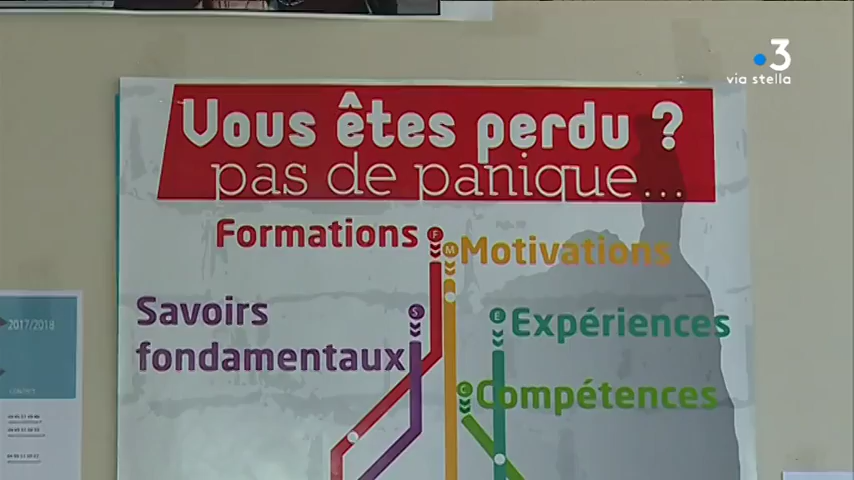 3
via stella
Vous êtes perdu ?
pas de panique...
Formations
F
M
Motivations
Savoirs
fondamentaux
S
E
Expériences
C
Compétences
2017/2018